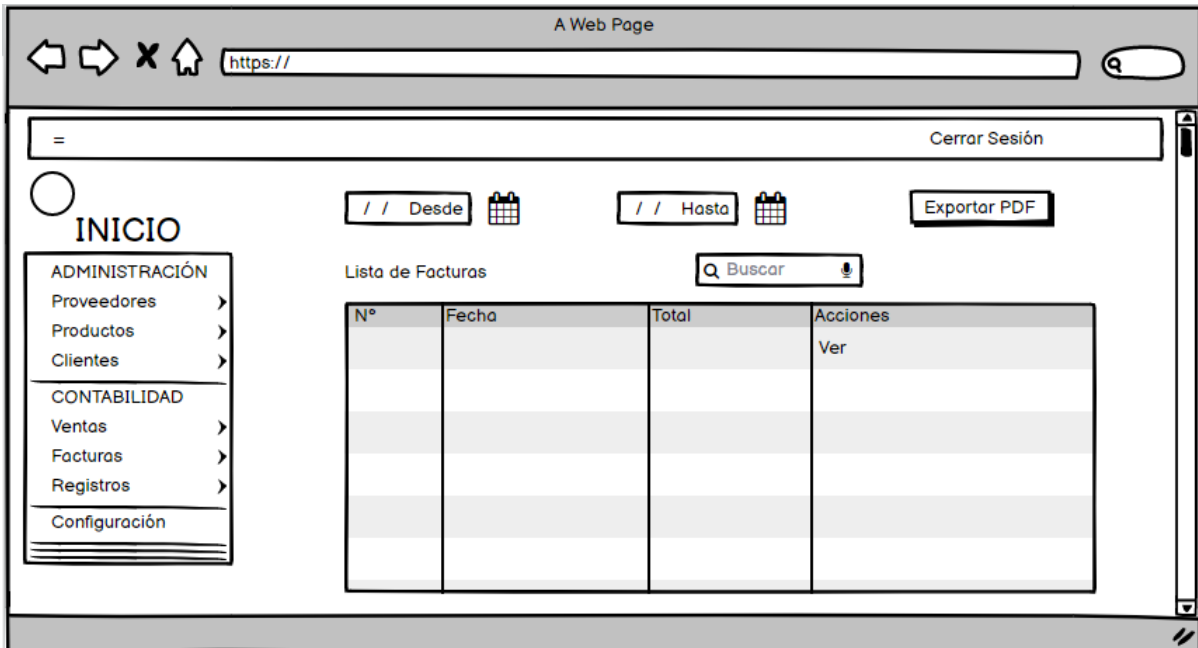 A Web Page
https://
= Cerrar Sesión
INICIO
/ / Desde
/ / Hasta
Exportar PDF
ADMINISTRACIÓN
Proveedores
Productos
Clientes
CONTABILIDAD
Ventas
Facturas
Registros
Configuración
Lista de Facturas
Buscar
N° Fecha Total Acciones
Ver